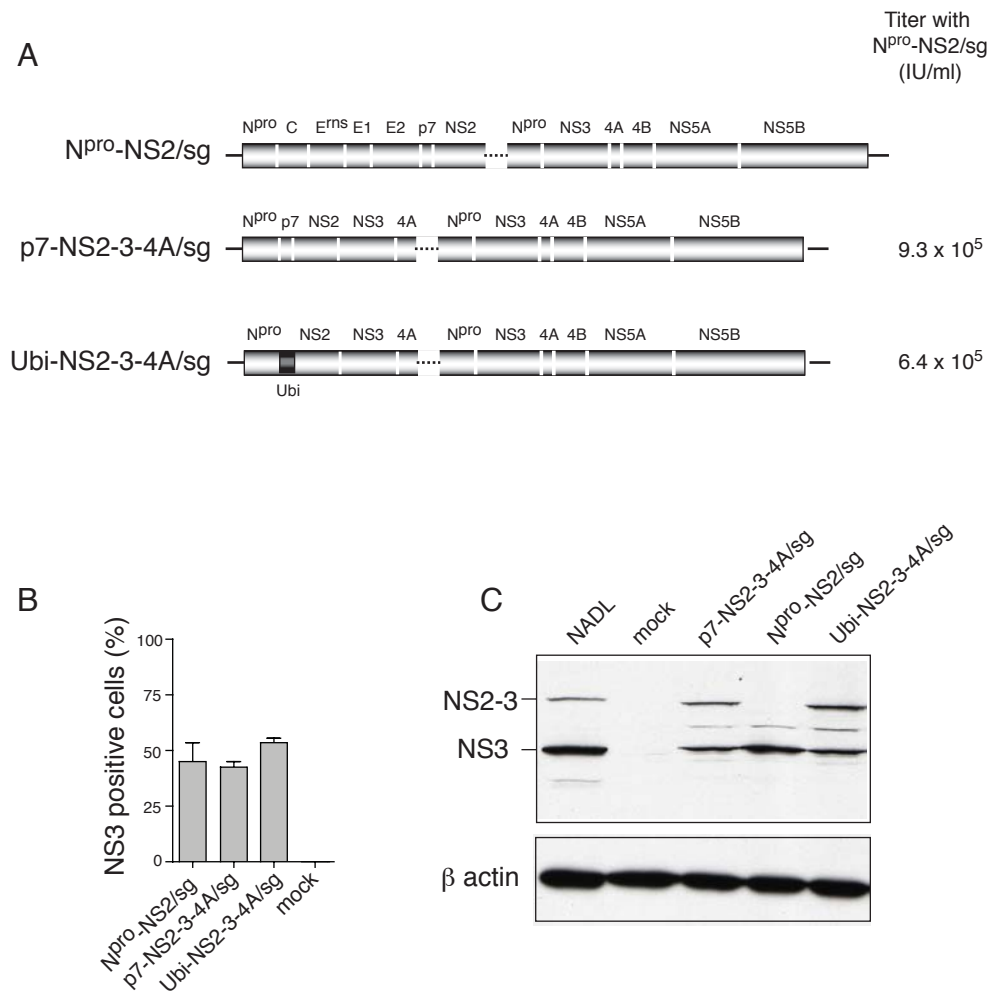 A
Titer with
Npro-NS2/sg
(IU/ml)
Npro C Erns E1 E2 p7 NS2 Npro NS3 4A 4B NS5A NS5B
Npro-NS2/sg
Npro p7 NS2 NS3 4A Npro NS3 4A 4B NS5A NS5B
p7-NS2-3-4A/sg 9.3 x 105
Npro NS2 NS3 4A Npro NS3 4A 4B NS5A NS5B
Ubi-NS2-3-4A/sg 6.4 x 105
Ubi
B
NS3 positive cells (%)
100
75
50
25
0
Npro-NS2/sg
p7-NS2-3-4A/sg
Ubi-NS2-3-4A/sg
mock
C
NADL
mock
p7-NS2-3-4A/sg
Npro-NS2/sg
Ubi-NS2-3-4A/sg
NS2-3
NS3
β actin